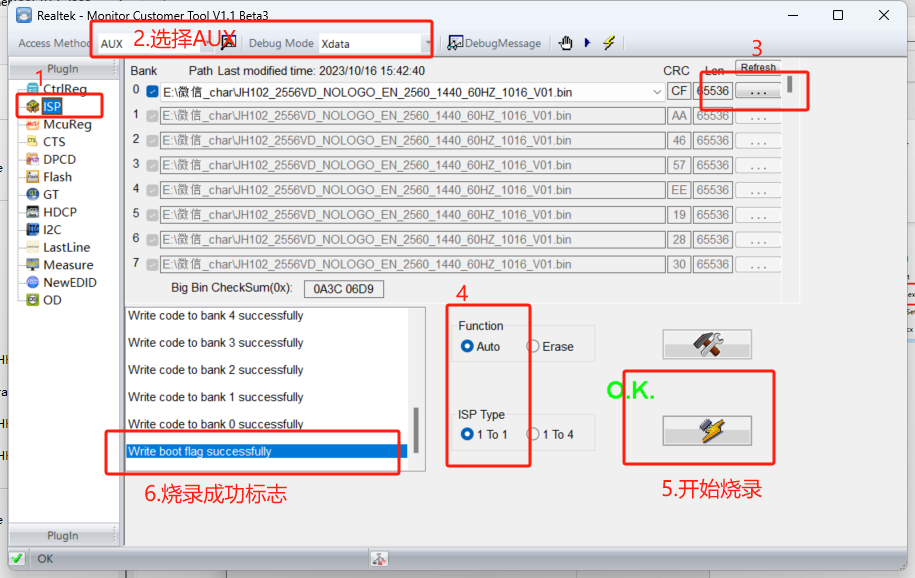 Realtek - Monitor Customer Tool V1.1 Beta3
Access Method AUX 2.选择AUX Debug Mode Xdata DebugMessage
PlugIn
1
CtrlReg
ISP
McuReg
CTS
DPCD
Flash
GT
HDCP
I2C
LastLine
Measure
NewEDID
OD
PlugIn
Bank Path Last modified time: 2023/10/16 15:42:40 CRC Len Refresh
3
0 E:\微信_char\JH102_2556VD_NOLOGO_EN_2560_1440_60HZ_1016_V01.bin CF 65536 ...
1 E:\微信_char\JH102_2556VD_NOLOGO_EN_2560_1440_60HZ_1016_V01.bin AA 65536 ...
2 E:\微信_char\JH102_2556VD_NOLOGO_EN_2560_1440_60HZ_1016_V01.bin 46 65536 ...
3 E:\微信_char\JH102_2556VD_NOLOGO_EN_2560_1440_60HZ_1016_V01.bin 57 65536 ...
4 E:\微信_char\JH102_2556VD_NOLOGO_EN_2560_1440_60HZ_1016_V01.bin EE 65536 ...
5 E:\微信_char\JH102_2556VD_NOLOGO_EN_2560_1440_60HZ_1016_V01.bin 19 65536 ...
6 E:\微信_char\JH102_2556VD_NOLOGO_EN_2560_1440_60HZ_1016_V01.bin 28 65536 ...
7 E:\微信_char\JH102_2556VD_NOLOGO_EN_2560_1440_60HZ_1016_V01.bin 30 65536 ...
Big Bin CheckSum(0x): 0A3C 06D9
Write code to bank 4 successfully
Write code to bank 3 successfully
Write code to bank 2 successfully
Write code to bank 1 successfully
Write code to bank 0 successfully
Write boot flag successfully
6.烧录成功标志
4
Function
Auto Erase
ISP Type
1 To 1 1 To 4
O.K.
5.开始烧录
OK